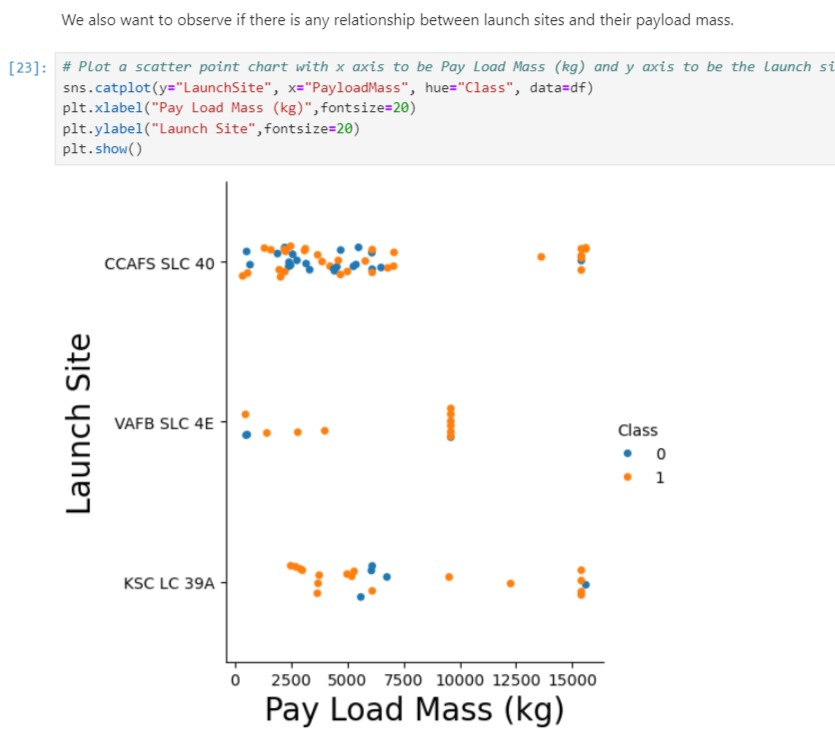 We also want to observe if there is any relationship between launch sites and their payload mass.
[23]: # Plot a scatter point chart with x axis to be Pay Load Mass (kg) and y axis to be the launch si
sns.catplot(y="LaunchSite", x="PayloadMass", hue="Class", data=df)
plt.xlabel("Pay Load Mass (kg)",fontsize=20)
plt.ylabel("Launch Site",fontsize=20)
plt.show()
CCAFS SLC 40
VAFB SLC 4E
KSC LC 39A
Launch Site
Class
0
1
0 2500 5000 7500 10000 12500 15000
Pay Load Mass (kg)